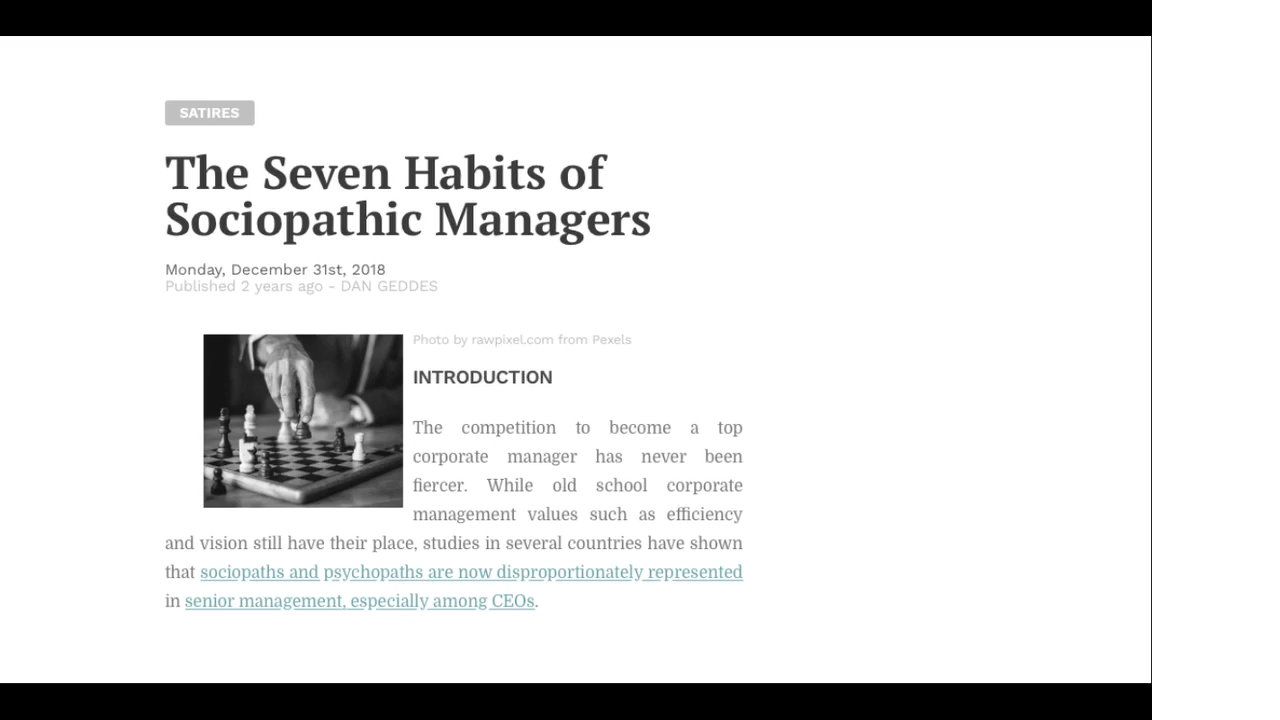 SATIRES
The Seven Habits of
Sociopathic Managers
Monday, December 31st, 2018
Published 2 years ago - DAN GEDDES
Photo by rawpixel.com from Pexels
INTRODUCTION
The competition to become a top
corporate manager has never been
fiercer. While old school corporate
management values such as efficiency
and vision still have their place, studies in several countries have shown
that sociopaths and psychopaths are now disproportionately represented
in senior management, especially among CEOs.